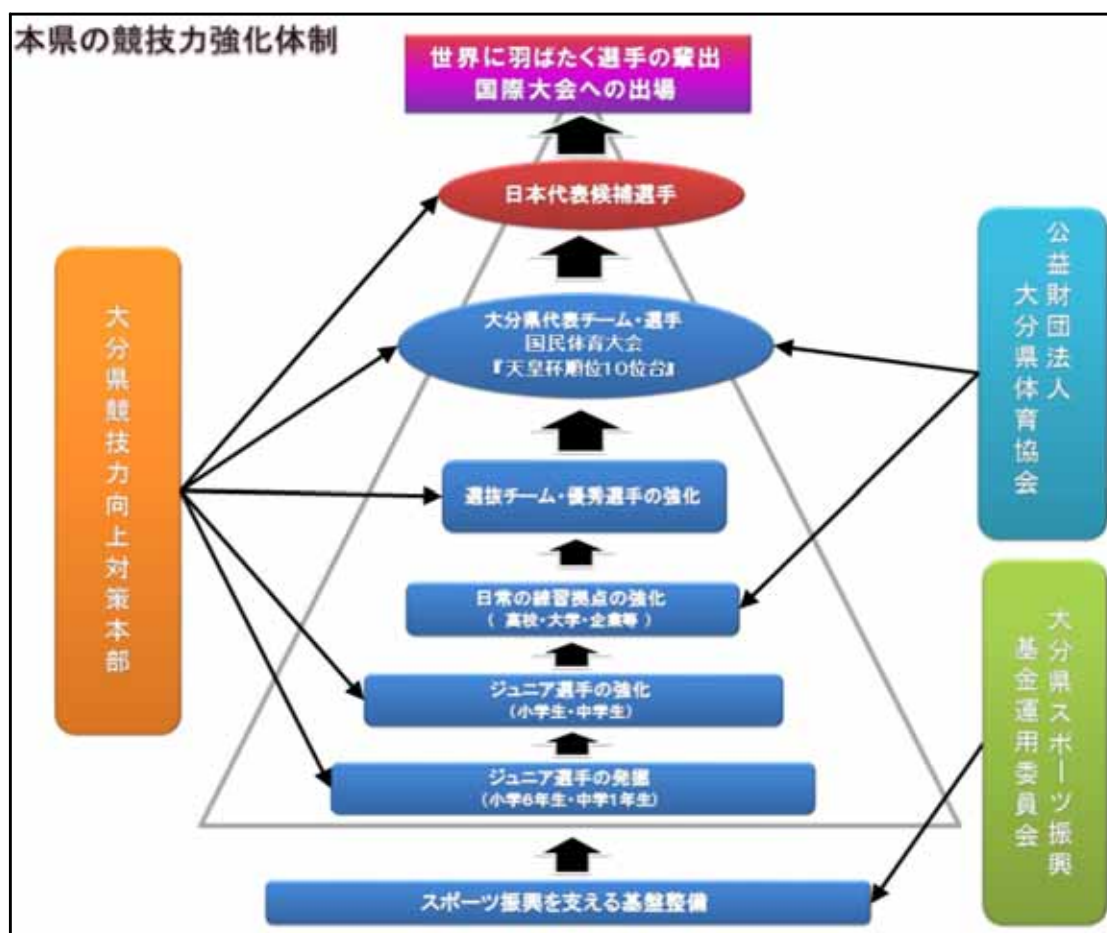 本県の競技力強化体制
世界に羽ばたく選手の輩出
国際大会への出場
日本代表候補選手
大分県代表チーム・選手
国民体育大会
『天皇杯順位10位台』
選抜チーム・優秀選手の強化
日常の練習拠点の強化
( 高校・大学・企業等 )
ジュニア選手の強化
(小学生・中学生)
ジュニア選手の発掘
(小学6年生・中学1年生)
スポーツ振興を支える基盤整備
大分県競技力向上対策本部
公益財団法人
大分県体育協会
大分県スポーツ振興
基金運用委員会